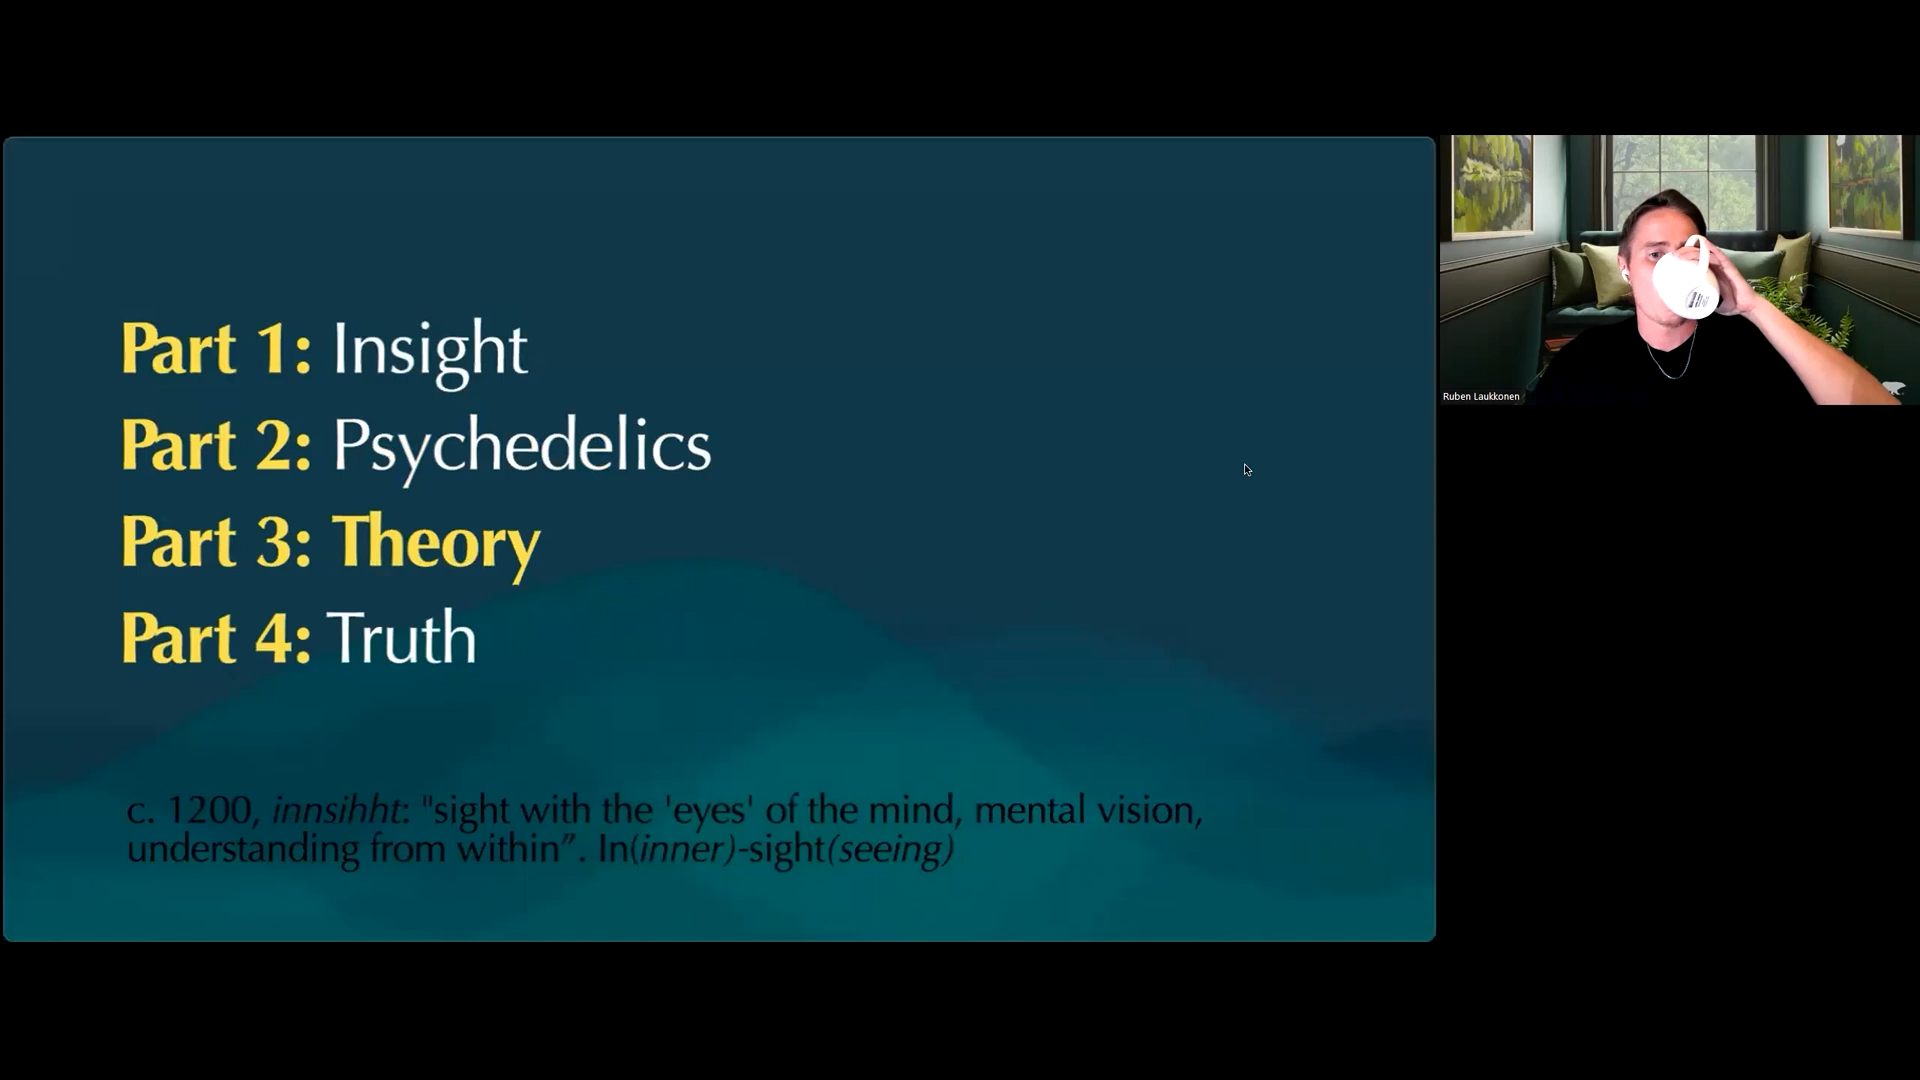 Part 1: Insight
Part 2: Psychedelics
Part 3: Theory
Part 4: Truth
c. 1200, innsihht: "sight with the 'eyes' of the mind, mental vision,
understanding from within”. In(inner)-sight(seeing)
Ruben Laukkonen